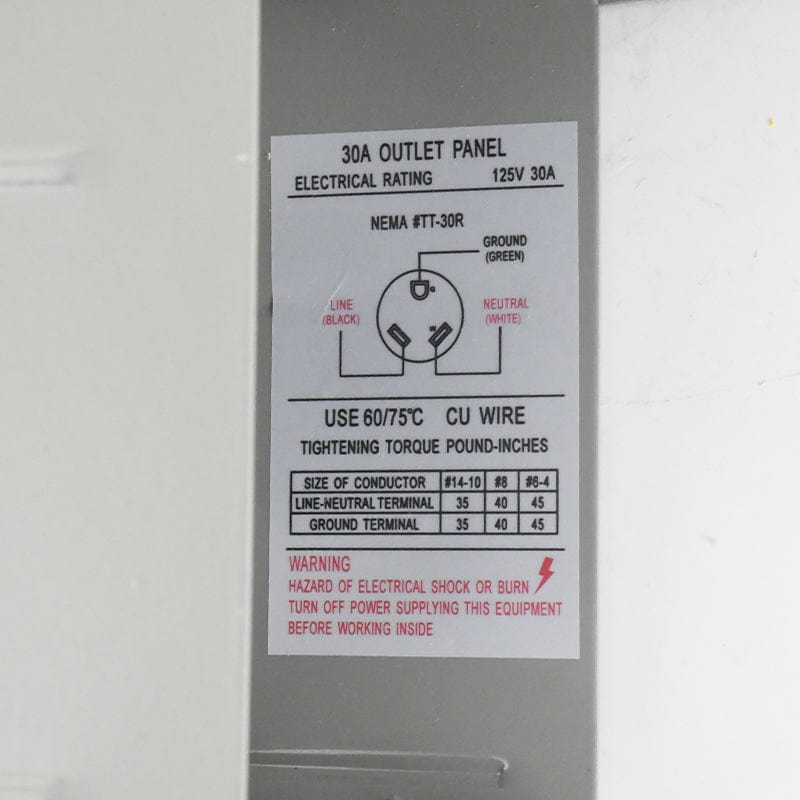 30A OUTLET PANEL
ELECTRICAL RATING 125V 30A
NEMA #TT-30R
GROUND
(GREEN)
G
LINE
(BLACK)
W
NEUTRAL
(WHITE)
USE 60/75℃ CU WIRE
TIGHTENING TORQUE POUND-INCHES
SIZE OF CONDUCTOR #14-10 #8 #6-4
LINE-NEUTRAL TERMINAL 35 40 45
GROUND TERMINAL 35 40 45
WARNING
HAZARD OF ELECTRICAL SHOCK OR BURN
TURN OFF POWER SUPPLYING THIS EQUIPMENT
BEFORE WORKING INSIDE